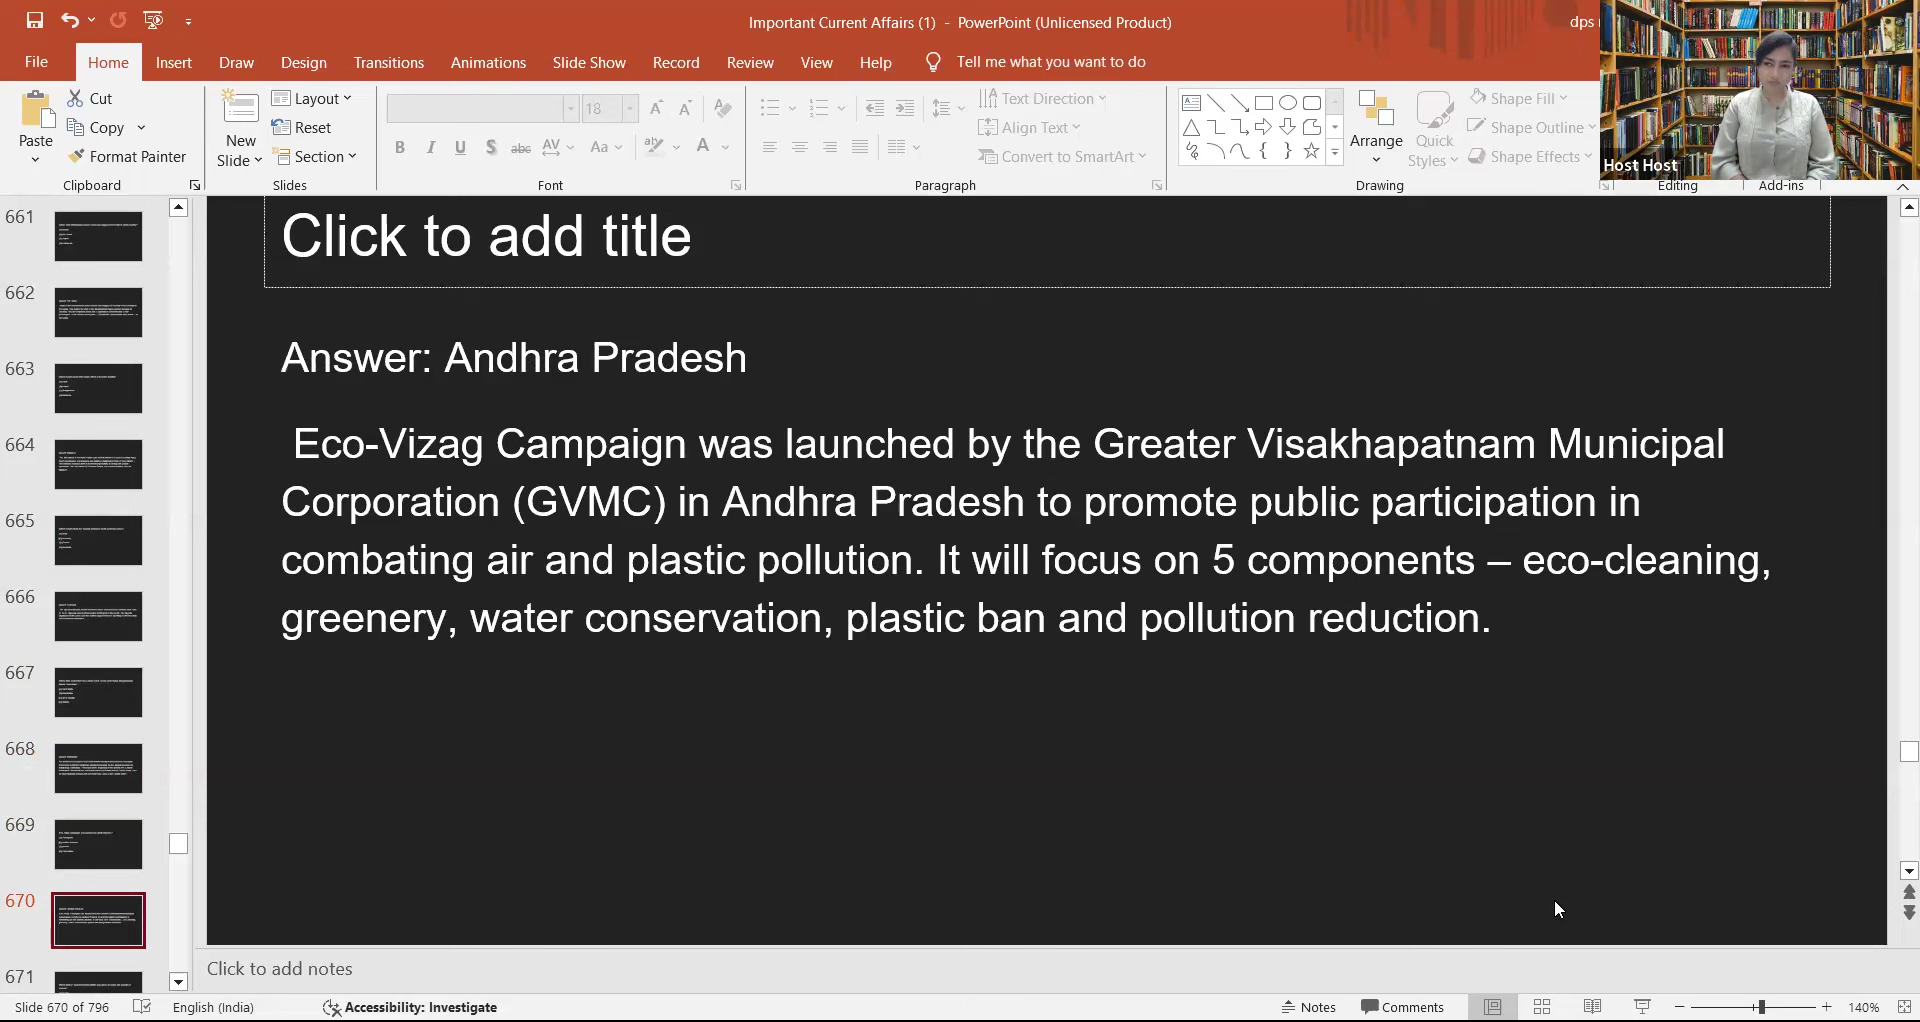 Important Current Affairs (1) - PowerPoint (Unlicensed Product)
dps
File Home Insert Draw Design Transitions Animations Slide Show Record Review View Help Tell me what you want to do
Paste
Cut
Copy
Format Painter
Clipboard
New Slide
Layout
Reset
Section
Slides
18
B I U S abc AV Aa A
Font
Text Direction
Align Text
Convert to SmartArt
Paragraph
Arrange
Quick Styles
Shape Fill
Shape Outline
Shape Effects
Drawing
Editing
Add-ins
Host Host
661
662
663
664
665
666
667
668
669
670
671
Click to add title
Answer: Andhra Pradesh
Eco-Vizag Campaign was launched by the Greater Visakhapatnam Municipal
Corporation (GVMC) in Andhra Pradesh to promote public participation in
combating air and plastic pollution. It will focus on 5 components – eco-cleaning,
greenery, water conservation, plastic ban and pollution reduction.
Click to add notes
Slide 670 of 796 English (India) Accessibility: Investigate Notes Comments 140%